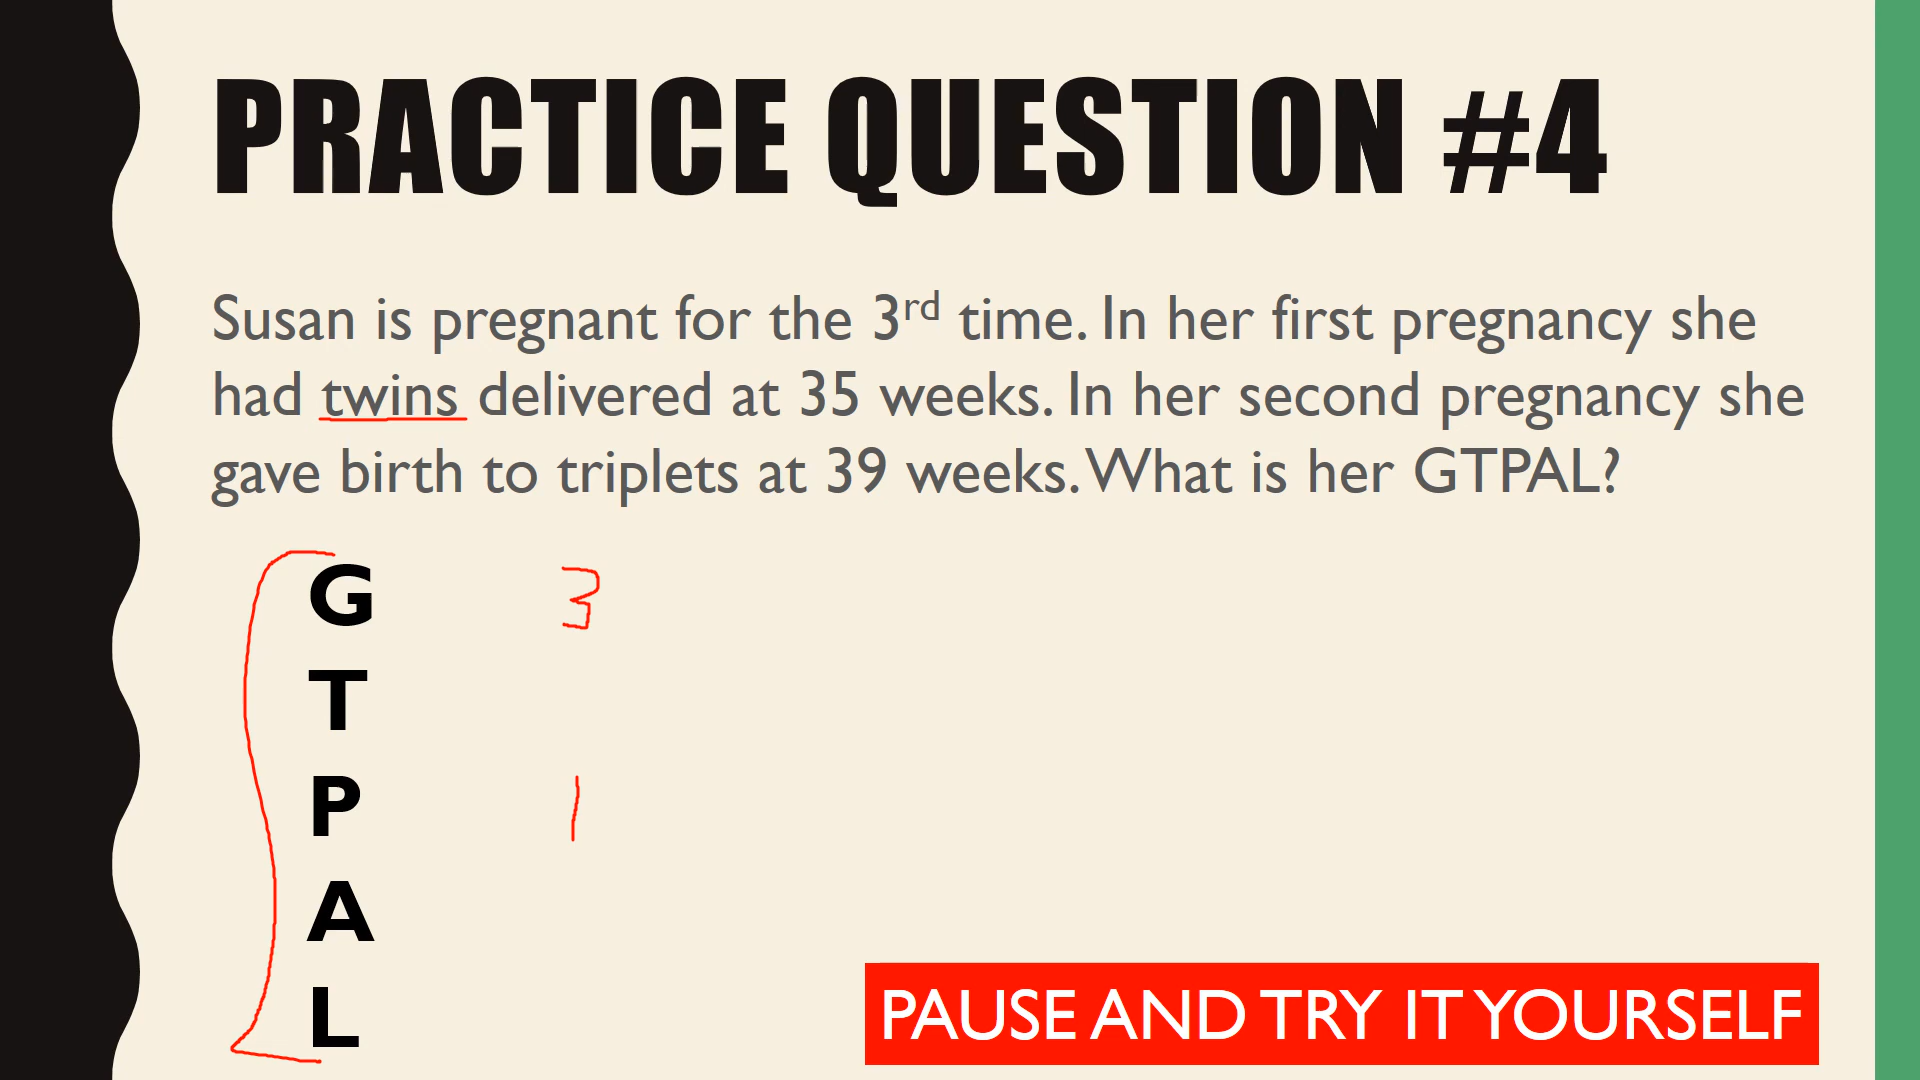 PRACTICE QUESTION #4
Susan is pregnant for the 3rd time. In her first pregnancy she
had twins delivered at 35 weeks. In her second pregnancy she
gave birth to triplets at 39 weeks. What is her GTPAL?
G 3
T
P 1
A
L
PAUSE AND TRY IT YOURSELF